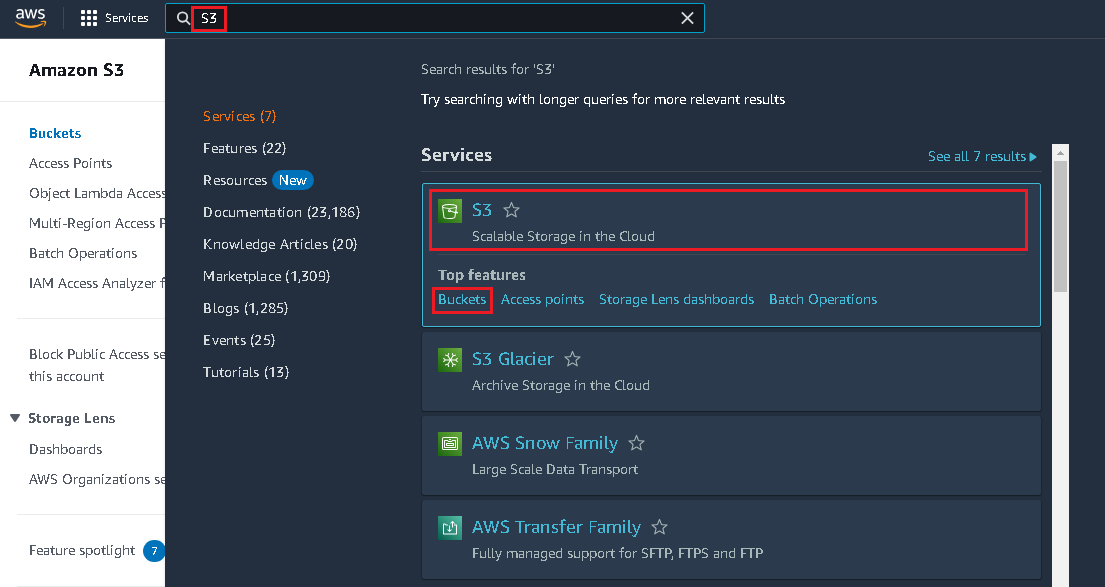 aws
Services
S3
Amazon S3
Buckets
Access Points
Object Lambda Access
Multi-Region Access P
Batch Operations
IAM Access Analyzer f
Block Public Access se
this account
Storage Lens
Dashboards
AWS Organizations se
Feature spotlight 7
Services (7)
Features (22)
Resources New
Documentation (23,186)
Knowledge Articles (20)
Marketplace (1,309)
Blogs (1,285)
Events (25)
Tutorials (13)
Search results for 'S3'
Try searching with longer queries for more relevant results
Services
See all 7 results
S3
Scalable Storage in the Cloud
Top features
Buckets Access points Storage Lens dashboards Batch Operations
S3 Glacier
Archive Storage in the Cloud
AWS Snow Family
Large Scale Data Transport
AWS Transfer Family
Fully managed support for SFTP, FTPS and FTP